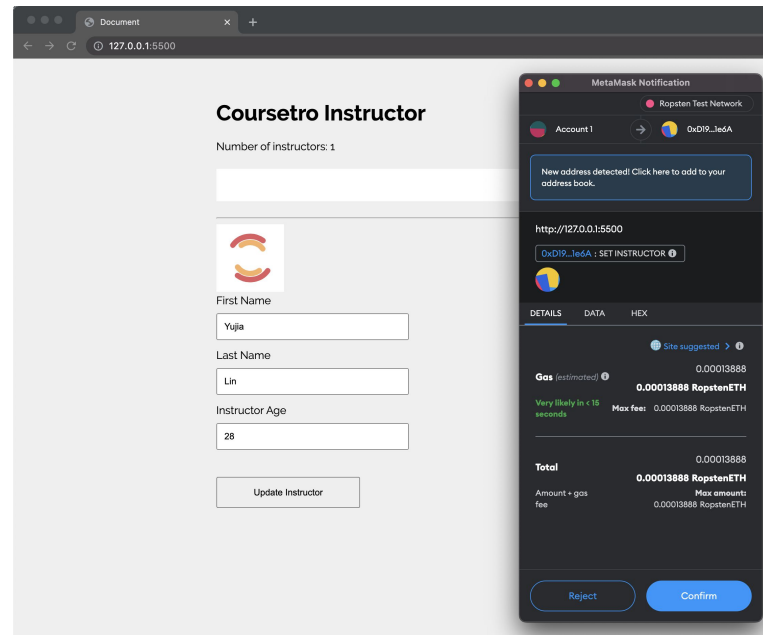 Document
127.0.0.1:5500
Coursetro Instructor
Number of instructors: 1
First Name
Yujia
Last Name
Lin
Instructor Age
28
Update Instructor
MetaMask Notification
Ropsten Test Network
Account 1
0xD19...1e6A
New address detected! Click here to add to your
address book.
http://127.0.0.1:5500
0xD19...1e6A : SET INSTRUCTOR
DETAILS DATA HEX
Site suggested >
0.00013888
Gas (estimated)
0.00013888 RopstenETH
Very likely in < 15
seconds
Max fee: 0.00013888 RopstenETH
0.00013888
Total
0.00013888 RopstenETH
Amount + gas
fee
Max amount:
0.00013888 RopstenETH
Reject
Confirm